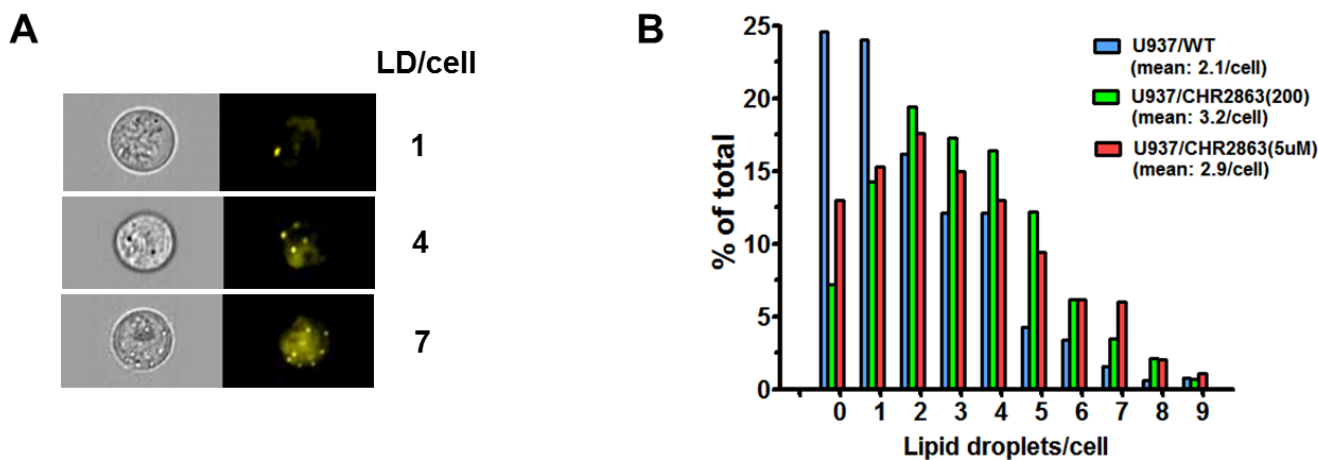 A
LD/cell
1
4
7
B
25
20
15
10
5
0
% of total
0 1 2 3 4 5 6 7 8 9
Lipid droplets/cell
U937/WT
(mean: 2.1/cell)
U937/CHR2863(200)
(mean: 3.2/cell)
U937/CHR2863(5uM)
(mean: 2.9/cell)